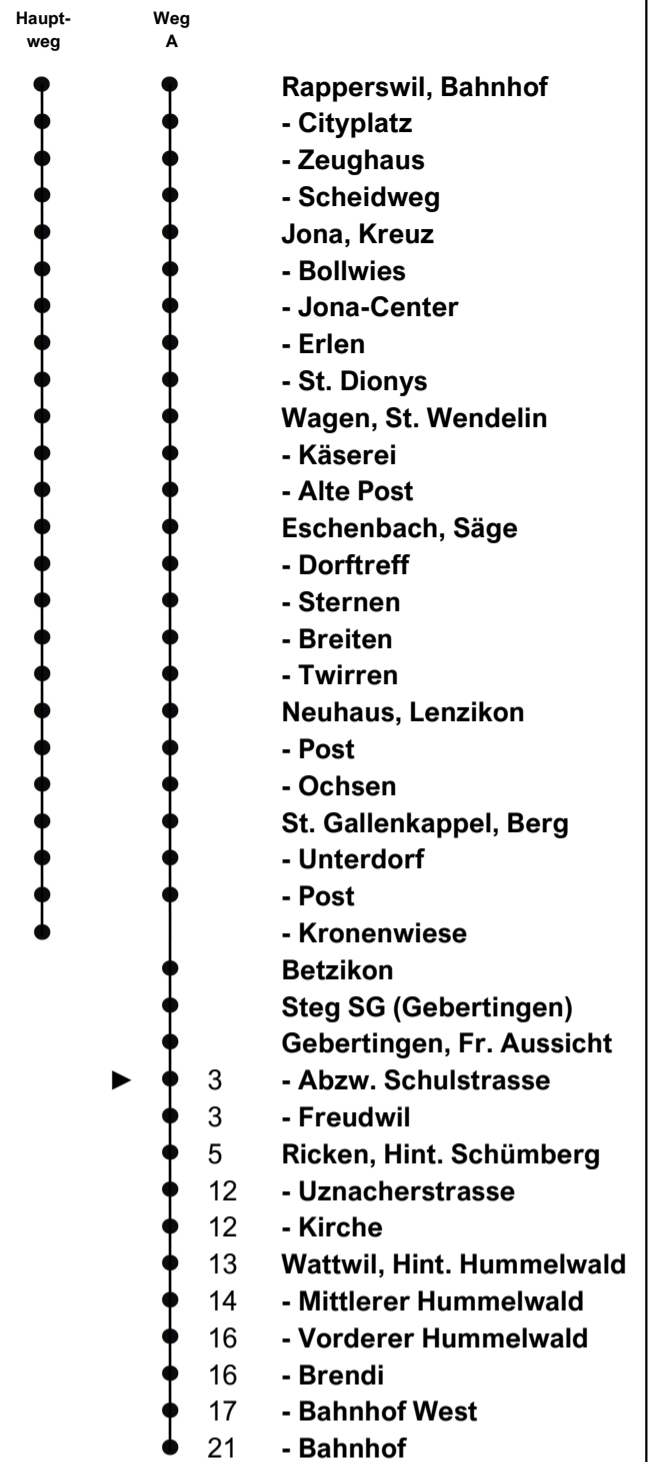 Haupt-
weg
Weg
A
Rapperswil, Bahnhof
- Cityplatz
- Zeughaus
- Scheidweg
Jona, Kreuz
- Bollwies
- Jona-Center
- Erlen
- St. Dionys
Wagen, St. Wendelin
- Käserei
- Alte Post
Eschenbach, Säge
- Dorftreff
- Sternen
- Breiten
- Twirren
Neuhaus, Lenzikon
- Post
- Ochsen
St. Gallenkappel, Berg
- Unterdorf
- Post
- Kronenwiese
Betzikon
Steg SG (Gebertingen)
Gebertingen, Fr. Aussicht
3 - Abzw. Schulstrasse
3 - Freudwil
5 Ricken, Hint. Schümberg
12 - Uznacherstrasse
12 - Kirche
13 Wattwil, Hint. Hummelwald
14 - Mittlerer Hummelwald
16 - Vorderer Hummelwald
16 - Brendi
17 - Bahnhof West
21 - Bahnhof